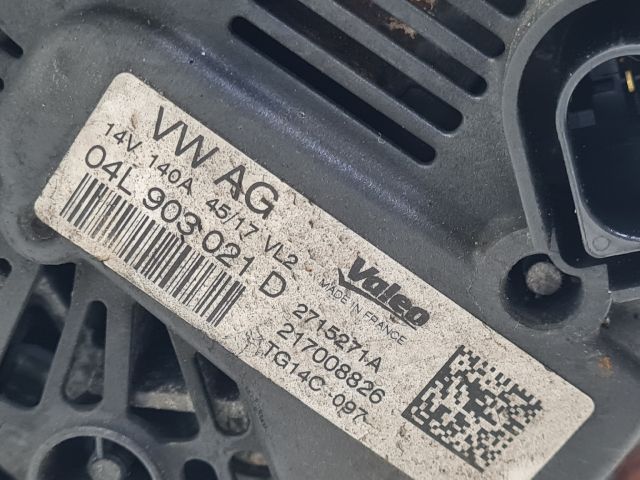 VW AG
14V 140A 45/17 VL2
04L 903 021 D
Valeo
MADE IN FRANCE
2715271A
217008826
TG14C 097